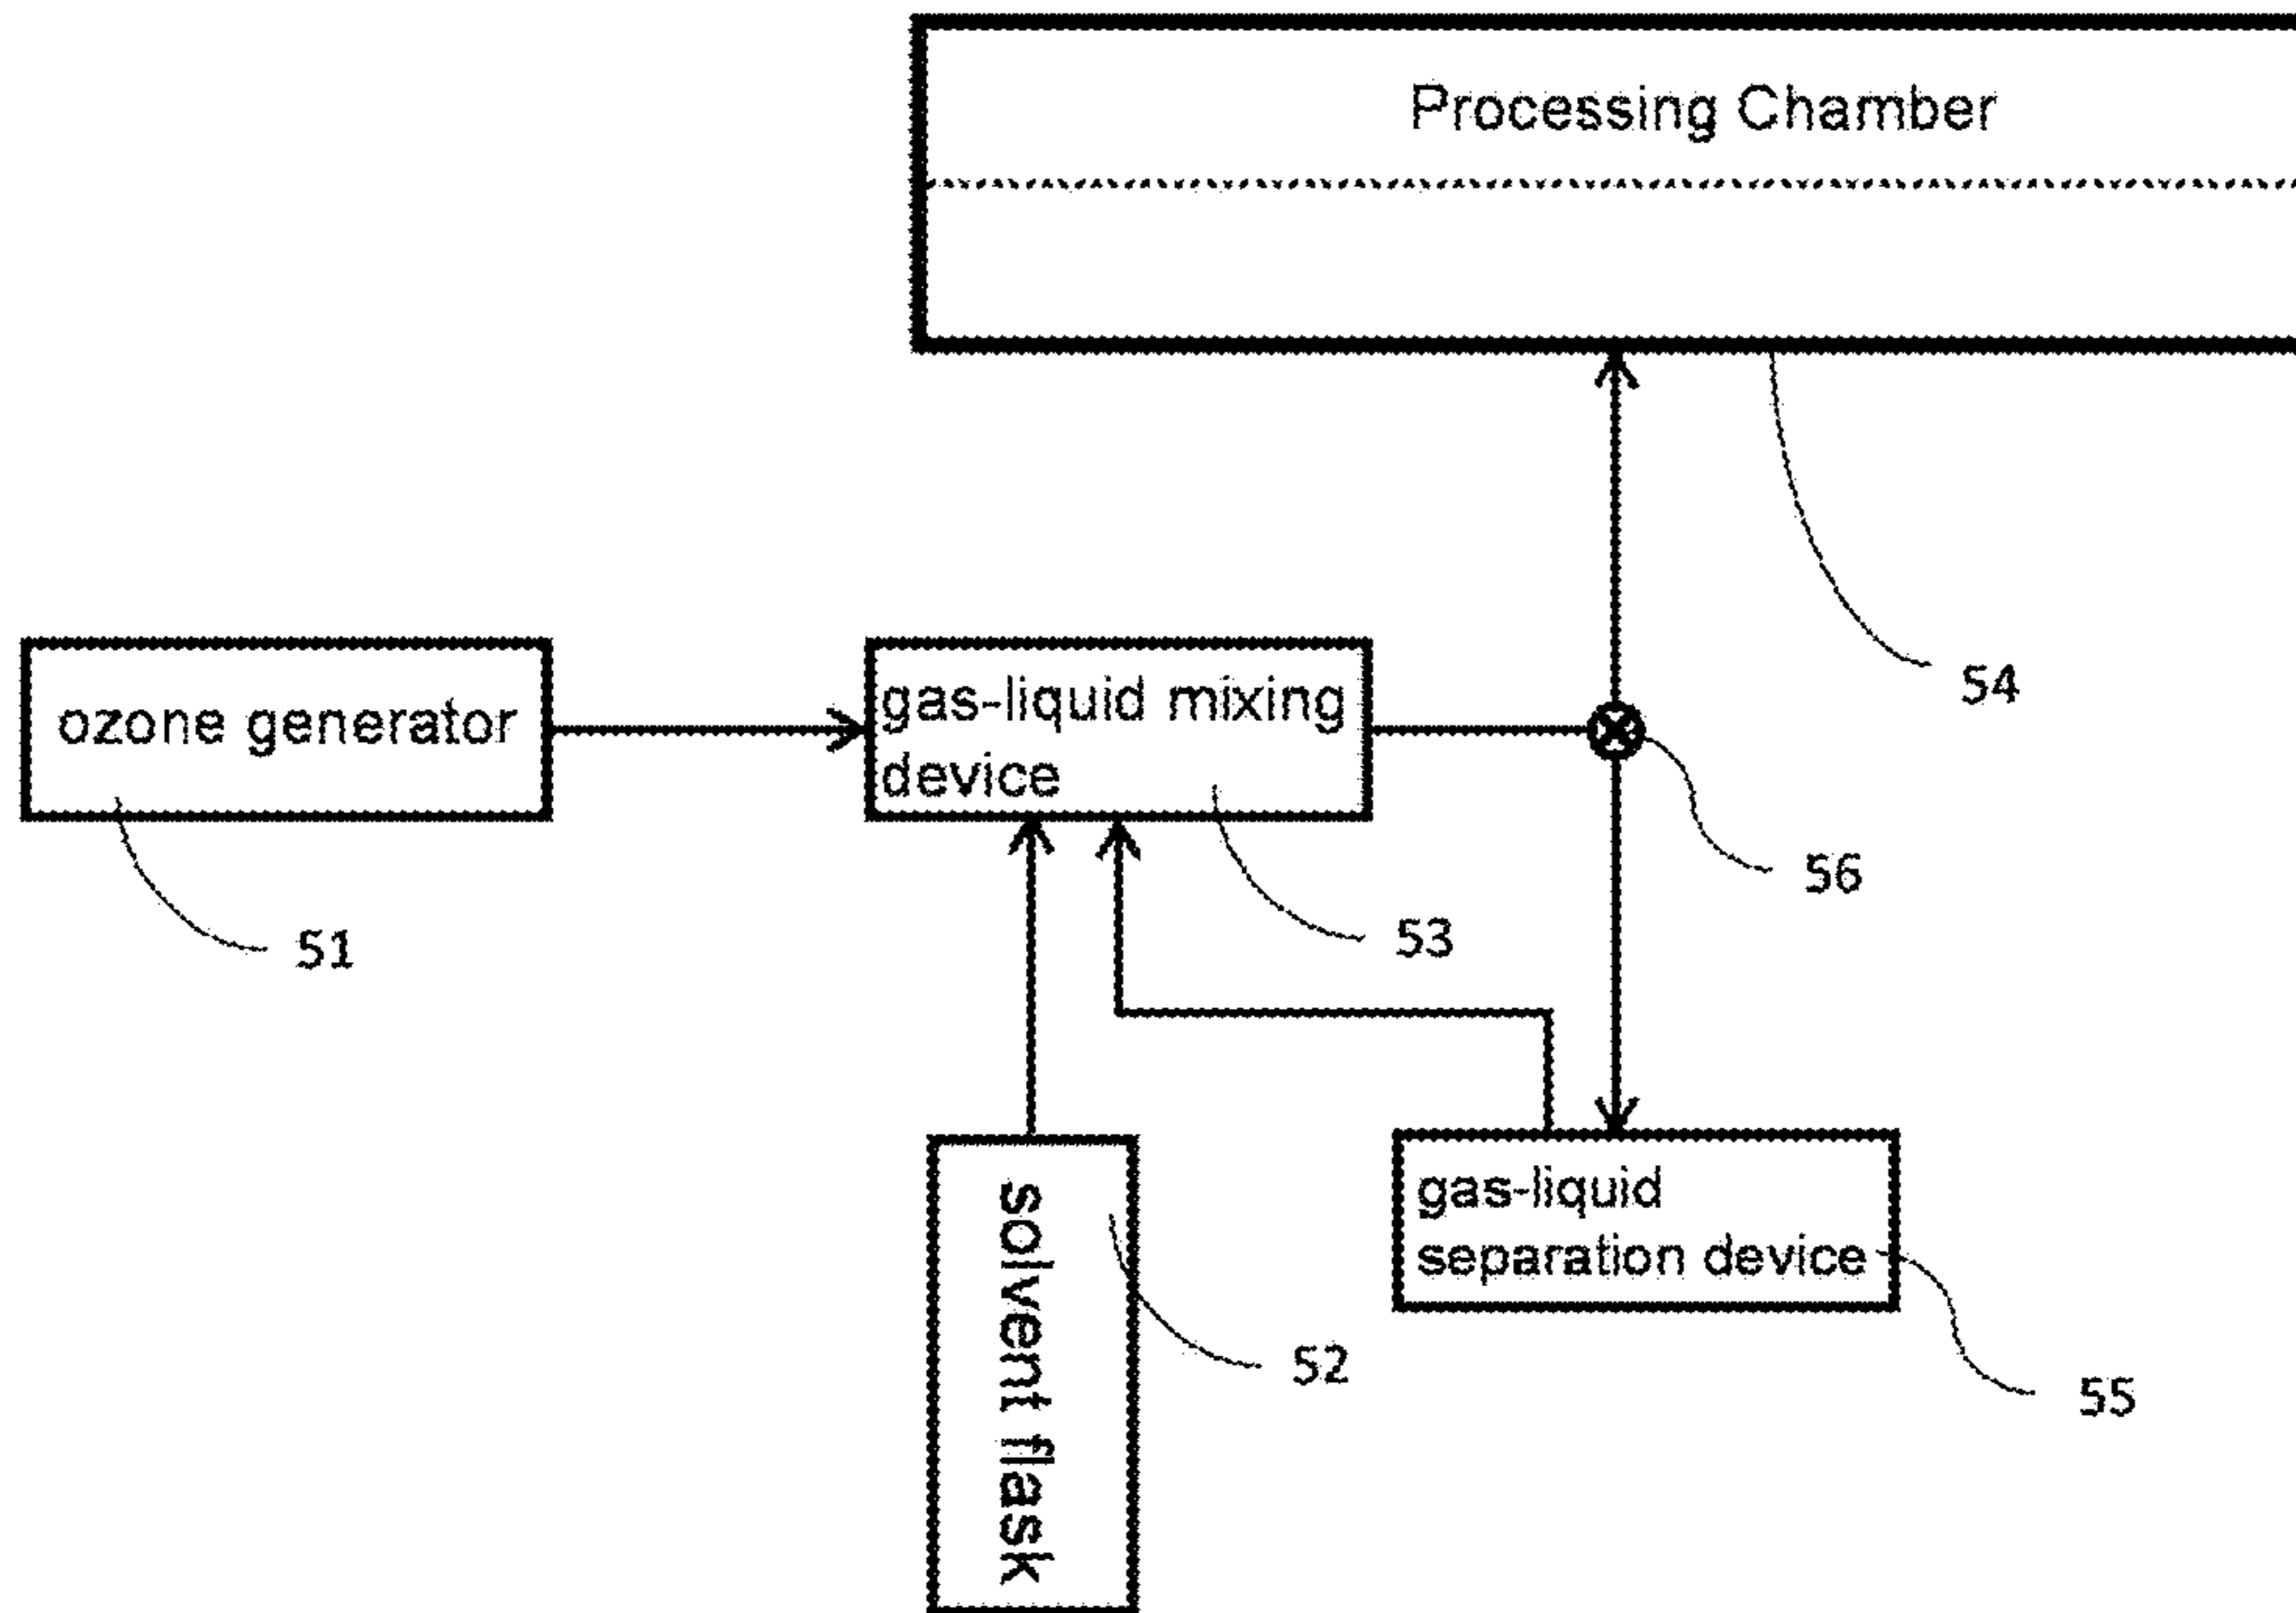 Processing Chamber
54
ozone generator
gas-liquid mixing
device
56
53
51
gas-liquid
separation device
solvent flask
52
55